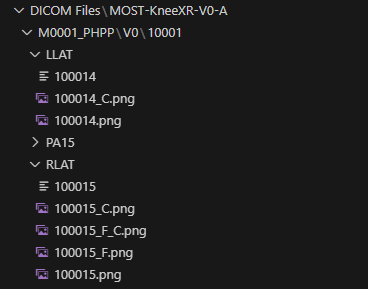 DICOM Files\MOST-KneeXR-V0-A
M0001_PHPP\V0\10001
LLAT
100014
100014_C.png
100014.png
PA15
RLAT
100015
100015_C.png
100015_F_C.png
100015_F.png
100015.png